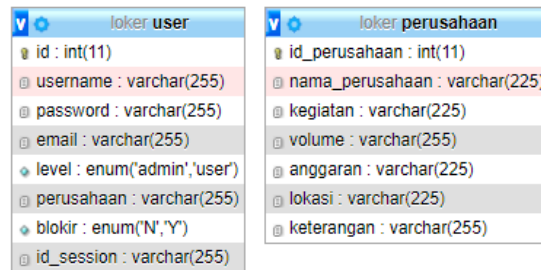 loker user
id : int(11)
username : varchar(255)
password : varchar(255)
email : varchar(255)
level : enum('admin','user')
perusahaan : varchar(255)
blokir : enum('N','Y')
id_session : varchar(255)
loker perusahaan
id_perusahaan : int(11)
nama_perusahaan : varchar(225)
kegiatan : varchar(225)
volume : varchar(255)
anggaran : varchar(225)
lokasi : varchar(225)
keterangan : varchar(255)